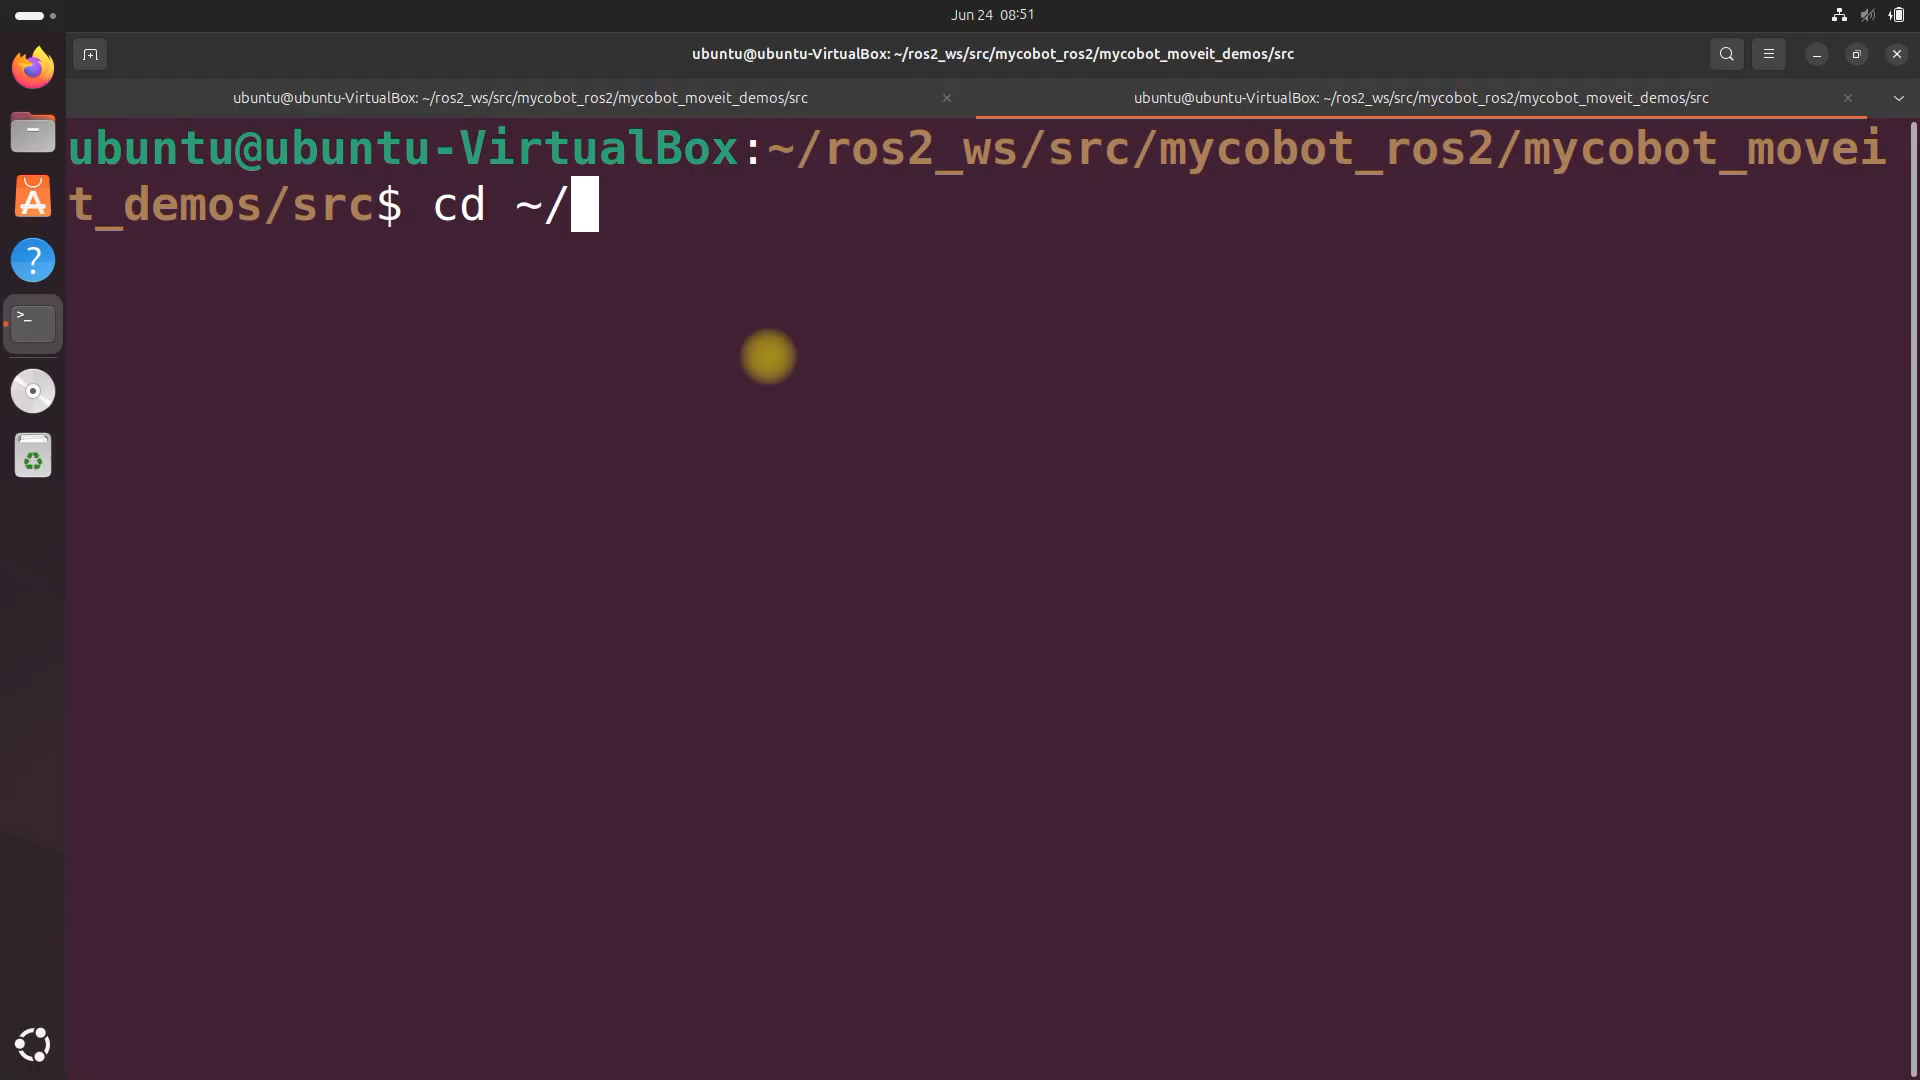 Jun 24 08:51
ubuntu@ubuntu-VirtualBox: ~/ros2_ws/src/mycobot_ros2/mycobot_moveit_demos/src
ubuntu@ubuntu-VirtualBox: ~/ros2_ws/src/mycobot_ros2/mycobot_moveit_demos/src
ubuntu@ubuntu-VirtualBox: ~/ros2_ws/src/mycobot_ros2/mycobot_moveit_demos/src
ubuntu@ubuntu-VirtualBox:~/ros2_ws/src/mycobot_ros2/mycobot_movei
t_demos/src$ cd ~/